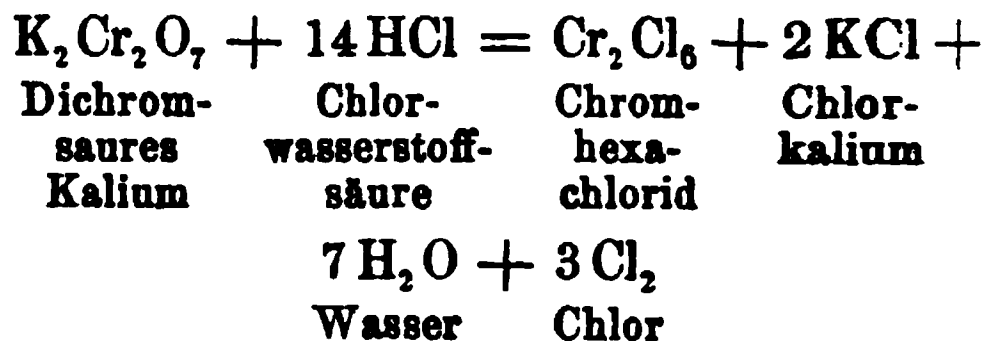 K₂Cr₂O₇ + 14 HCl = Cr₂Cl₆ + 2 KCl +
Dichrom- Chlor- Chrom- Chlor-
saures wasserstoff- hexa- kalium
Kalium säure chlorid
7 H₂O + 3 Cl₂
Wasser Chlor